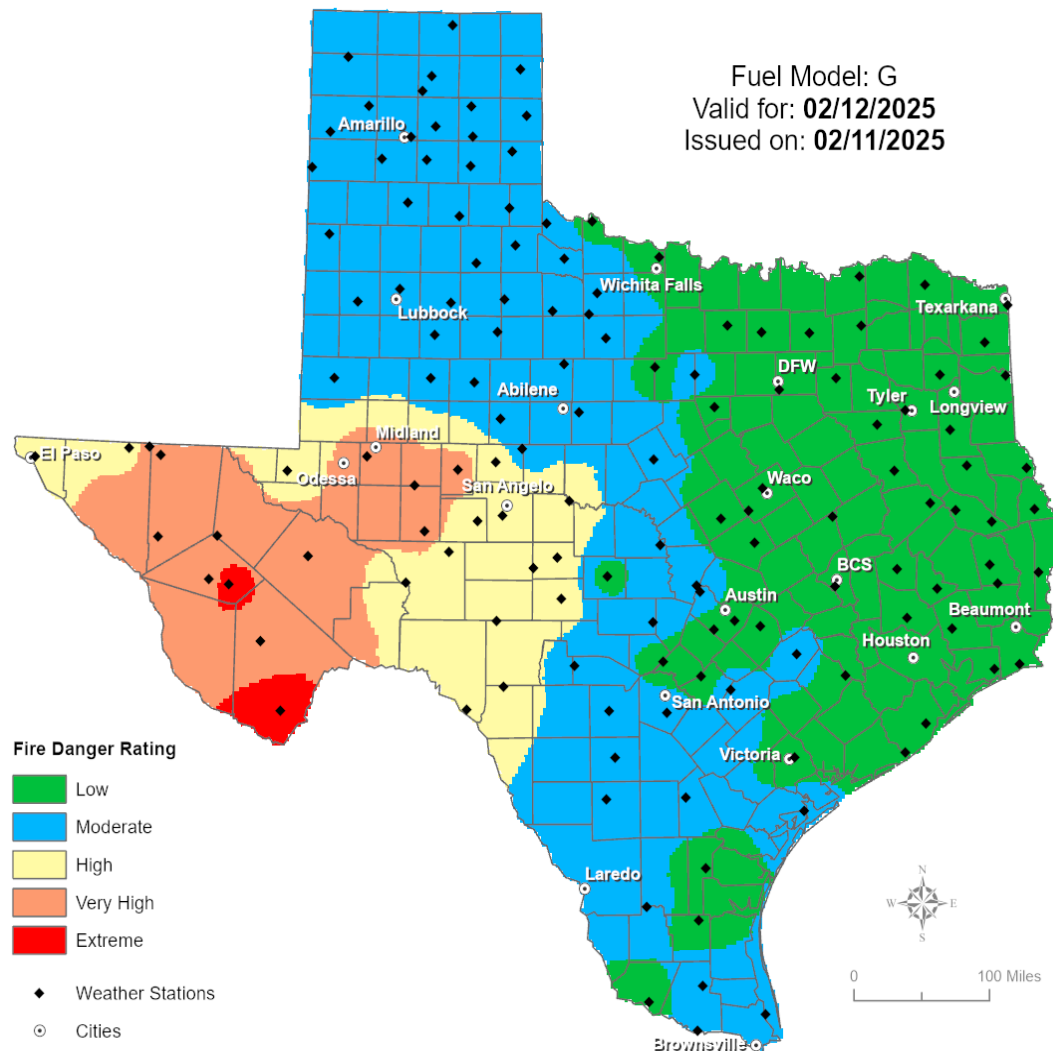 Fuel Model: G
Valid for: 02/12/2025
Issued on: 02/11/2025
Amarillo
Wichita Falls
Lubbock
Texarkana
DFW
Abilene
Tyler
Longview
Midland
El Paso
Odessa
San Angelo
Waco
BCS
Austin
Beaumont
Houston
San Antonio
Victoria
Laredo
Brownsville
Fire Danger Rating
Low
Moderate
High
Very High
Extreme
Weather Stations
Cities
N
W E
S
0 100 Miles